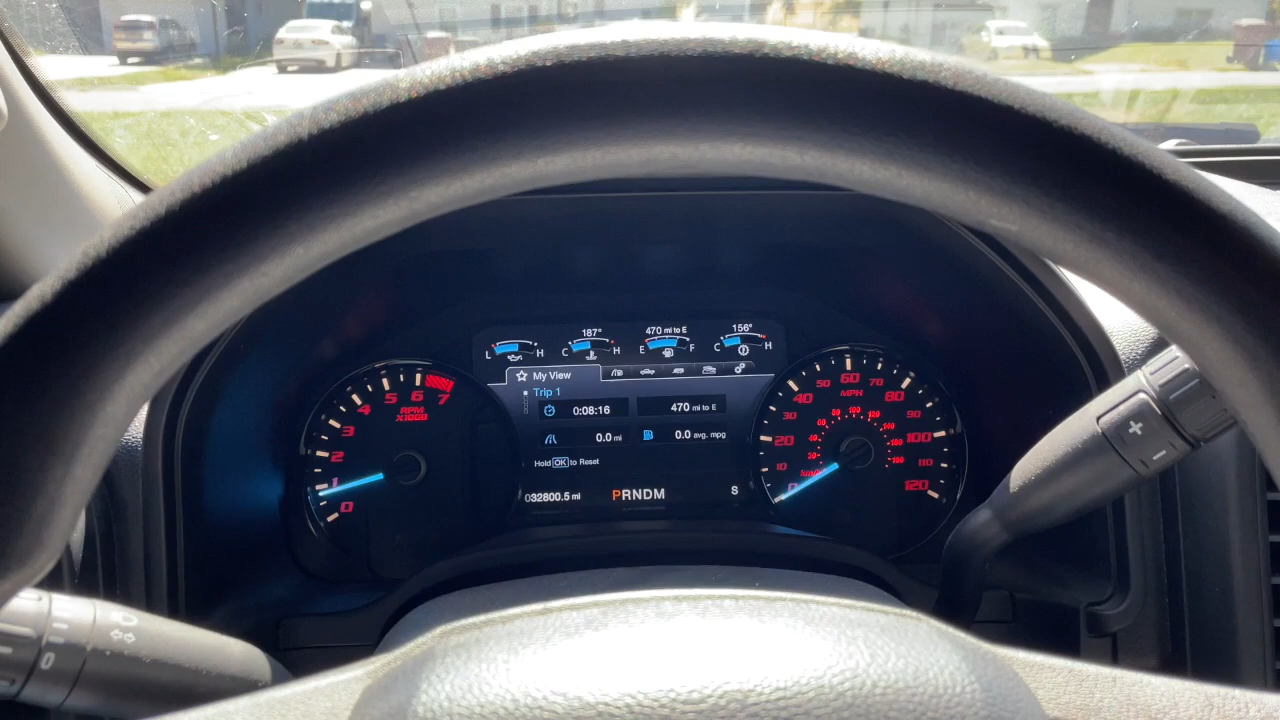 187° 470 mi to E 156°
L H C H E F C H
My View
Trip 1
0:08:16 470 mi to E
0.0 mi 0.0 avg. mpg
Hold OK to Reset
032800.5 mi PRNDM S
0 1 2 3 4 5 6 7
RPM
X1000
0 10 20 30 40 50 60 70 80 90 100 110 120
MPH
km/h
+
-
0